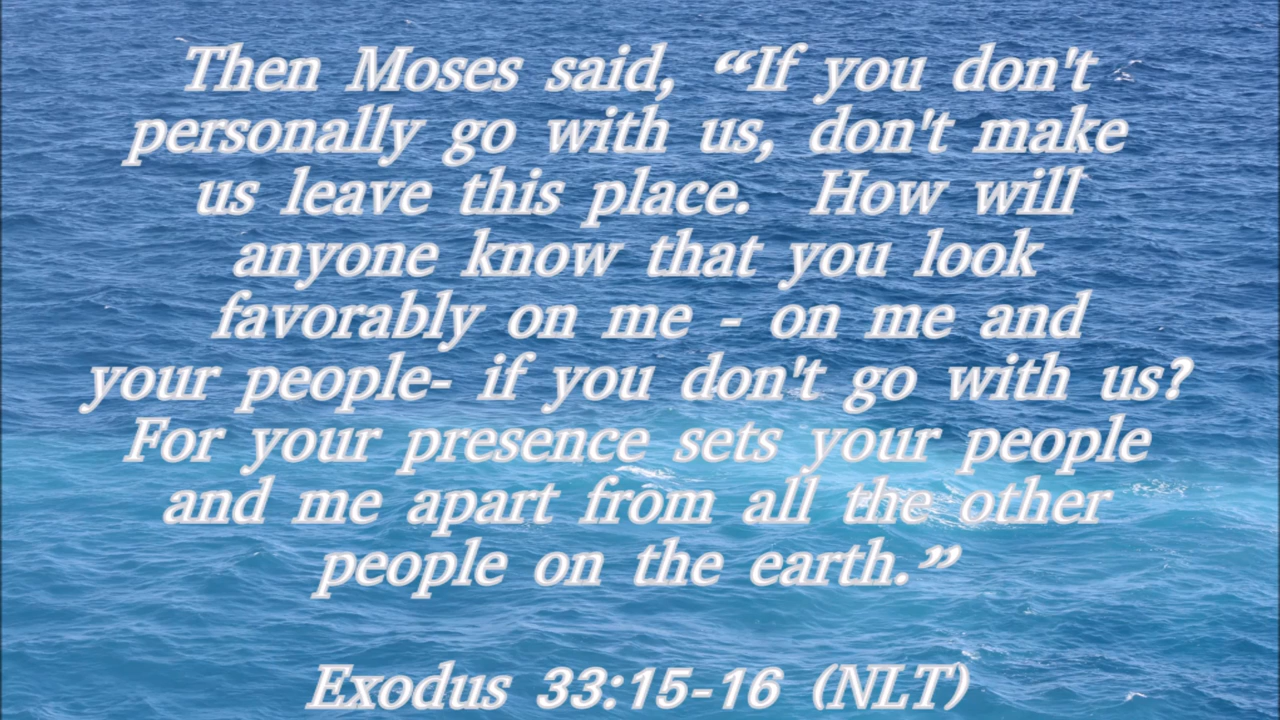 Then Moses said, “If you don't
personally go with us, don't make
us leave this place.  How will
anyone know that you look
favorably on me - on me and
your people- if you don't go with us?
For your presence sets your people
and me apart from all the other
people on the earth.”
Exodus 33:15-16 (NLT)